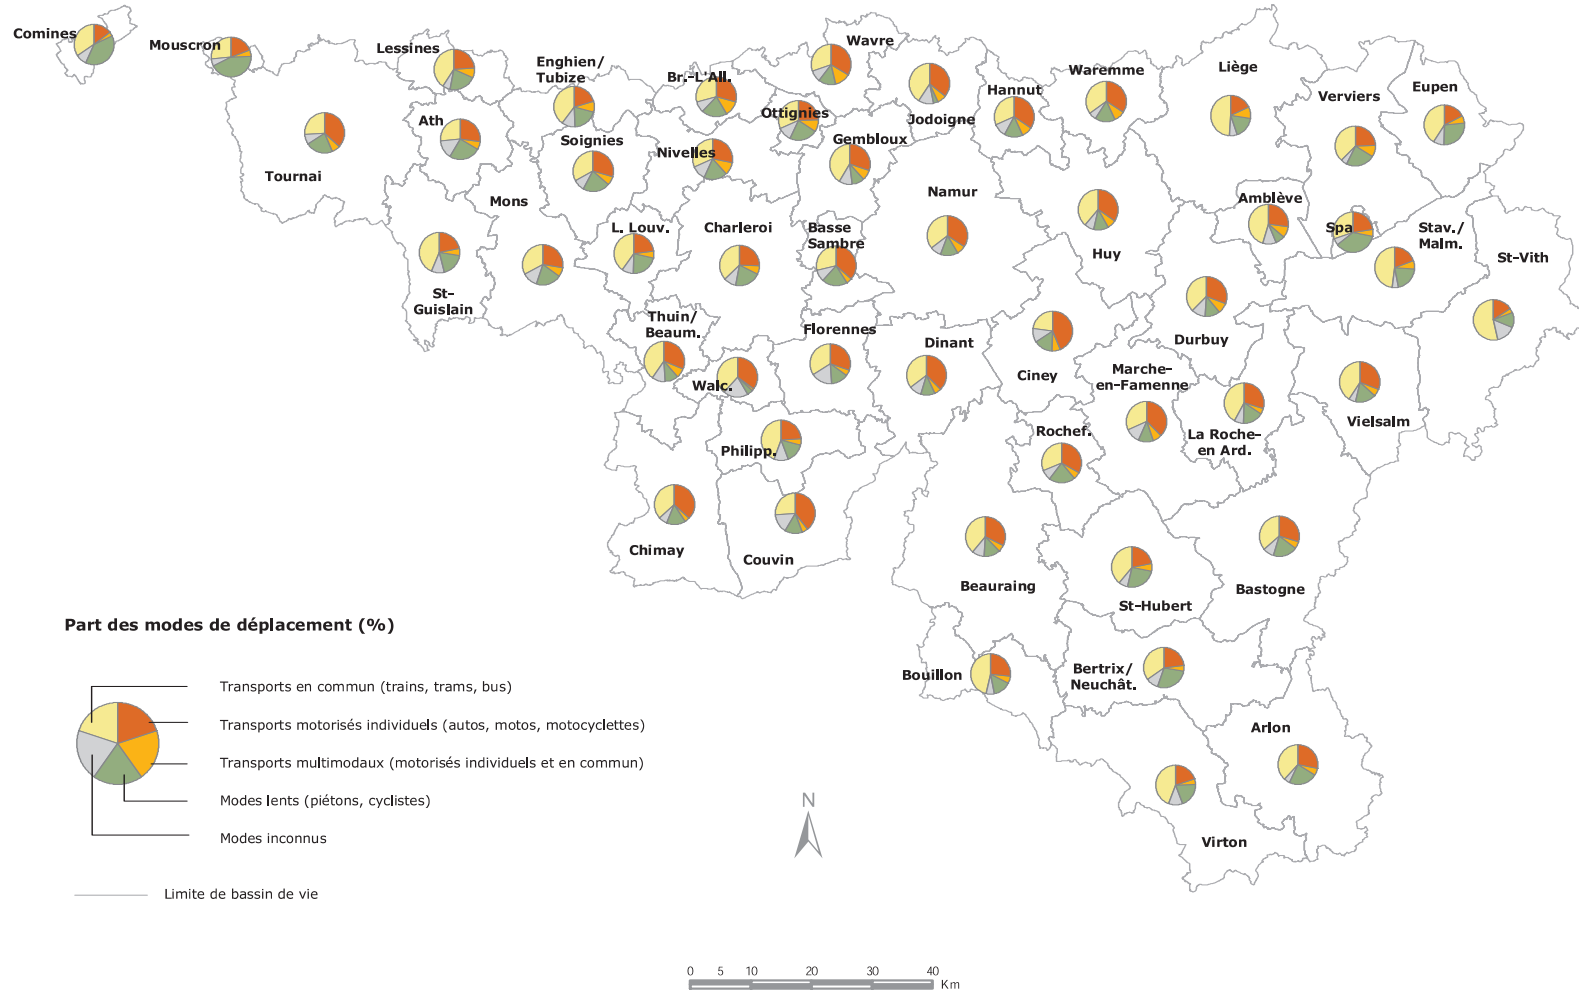 Comines
Mouscron
Lessines
Enghien/
Tubize
Br.-L'All.
Wavre
Ottignies
Jodoigne
Hannut
Waremme
Liège
Verviers
Eupen
Tournai
Ath
Soignies
Nivelles
Gembloux
Mons
L. Louv.
Charleroi
Basse
Sambre
Namur
Huy
Amblève
Spa
Stav./
Malm.
St-Vith
St-
Guislain
Thuin/
Beaum.
Walc.
Florennes
Dinant
Ciney
Durbuy
Marche-
en-Famenne
La Roche-
en Ard.
Vielsalm
Philipp.
Rochef.
Chimay
Couvin
Beauraing
St-Hubert
Bastogne
Bouillon
Bertrix/
Neuchât.
Arlon
Virton
Part des modes de déplacement (%)
Transports en commun (trains, trams, bus)
Transports motorisés individuels (autos, motos, motocyclettes)
Transports multimodaux (motorisés individuels et en commun)
Modes lents (piétons, cyclistes)
Modes inconnus
Limite de bassin de vie
N
0 5 10 20 30 40
Km